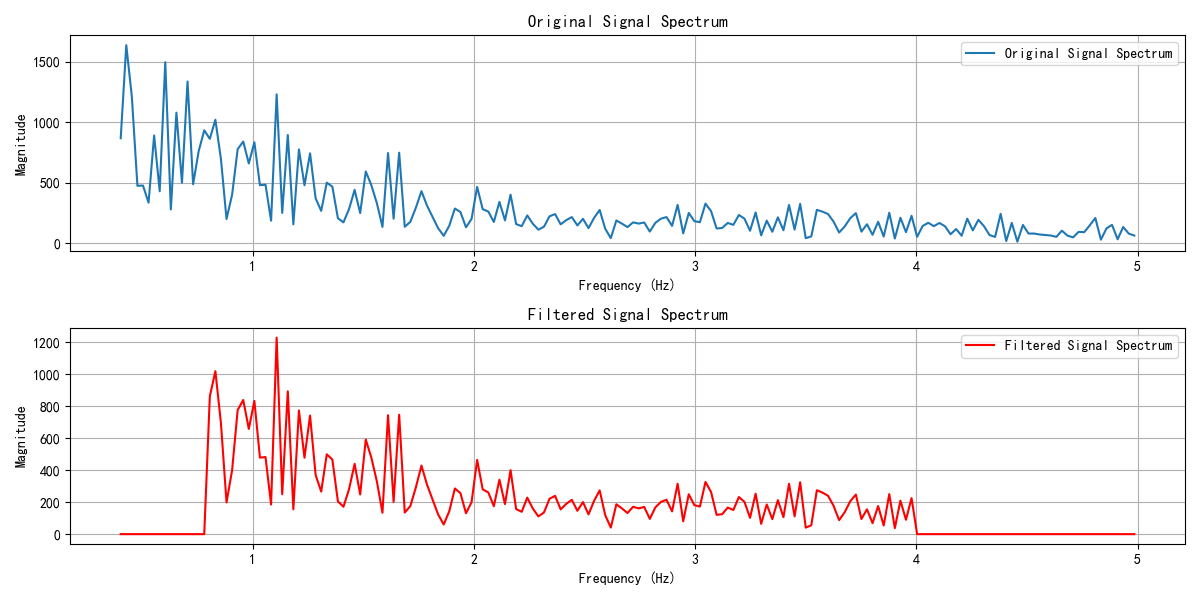 Original Signal Spectrum
Original Signal Spectrum
1500
1000
500
0
Magnitude
1 2 3 4 5
Frequency (Hz)
Filtered Signal Spectrum
Filtered Signal Spectrum
1200
1000
800
600
400
200
0
Magnitude
1 2 3 4 5
Frequency (Hz)